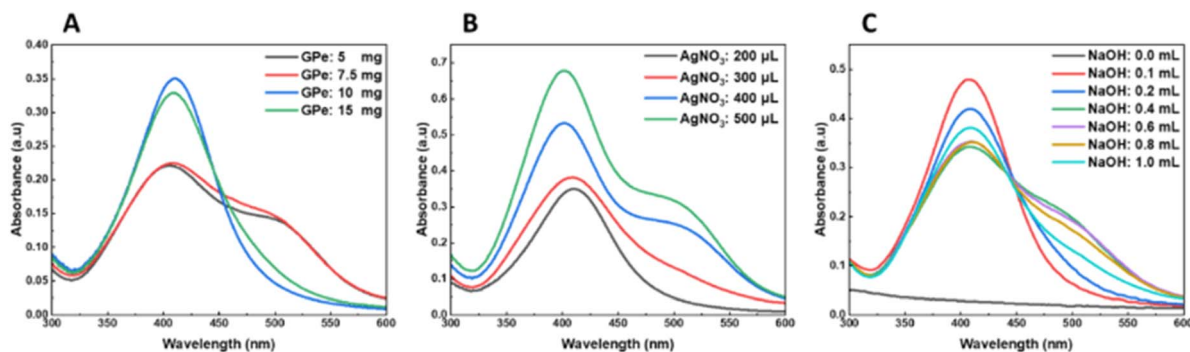 A
B
C
GPe: 5 mg
GPe: 7.5 mg
GPe: 10 mg
GPe: 15 mg
0.40
0.35
0.30
0.25
0.20
0.15
0.10
0.05
0.00
Absorbance (a.u)
300 350 400 450 500 550 600
Wavelength (nm)
AgNO₃: 200 µL
AgNO₃: 300 µL
AgNO₃: 400 µL
AgNO₃: 500 µL
0.7
0.6
0.5
0.4
0.3
0.2
0.1
0.0
Absorbance (a.u)
300 350 400 450 500 550 600
Wavelength (nm)
NaOH: 0.0 mL
NaOH: 0.1 mL
NaOH: 0.2 mL
NaOH: 0.4 mL
NaOH: 0.6 mL
NaOH: 0.8 mL
NaOH: 1.0 mL
0.5
0.4
0.3
0.2
0.1
0.0
Absorbance (a.u)
300 350 400 450 500 550 600
Wavelength (nm)